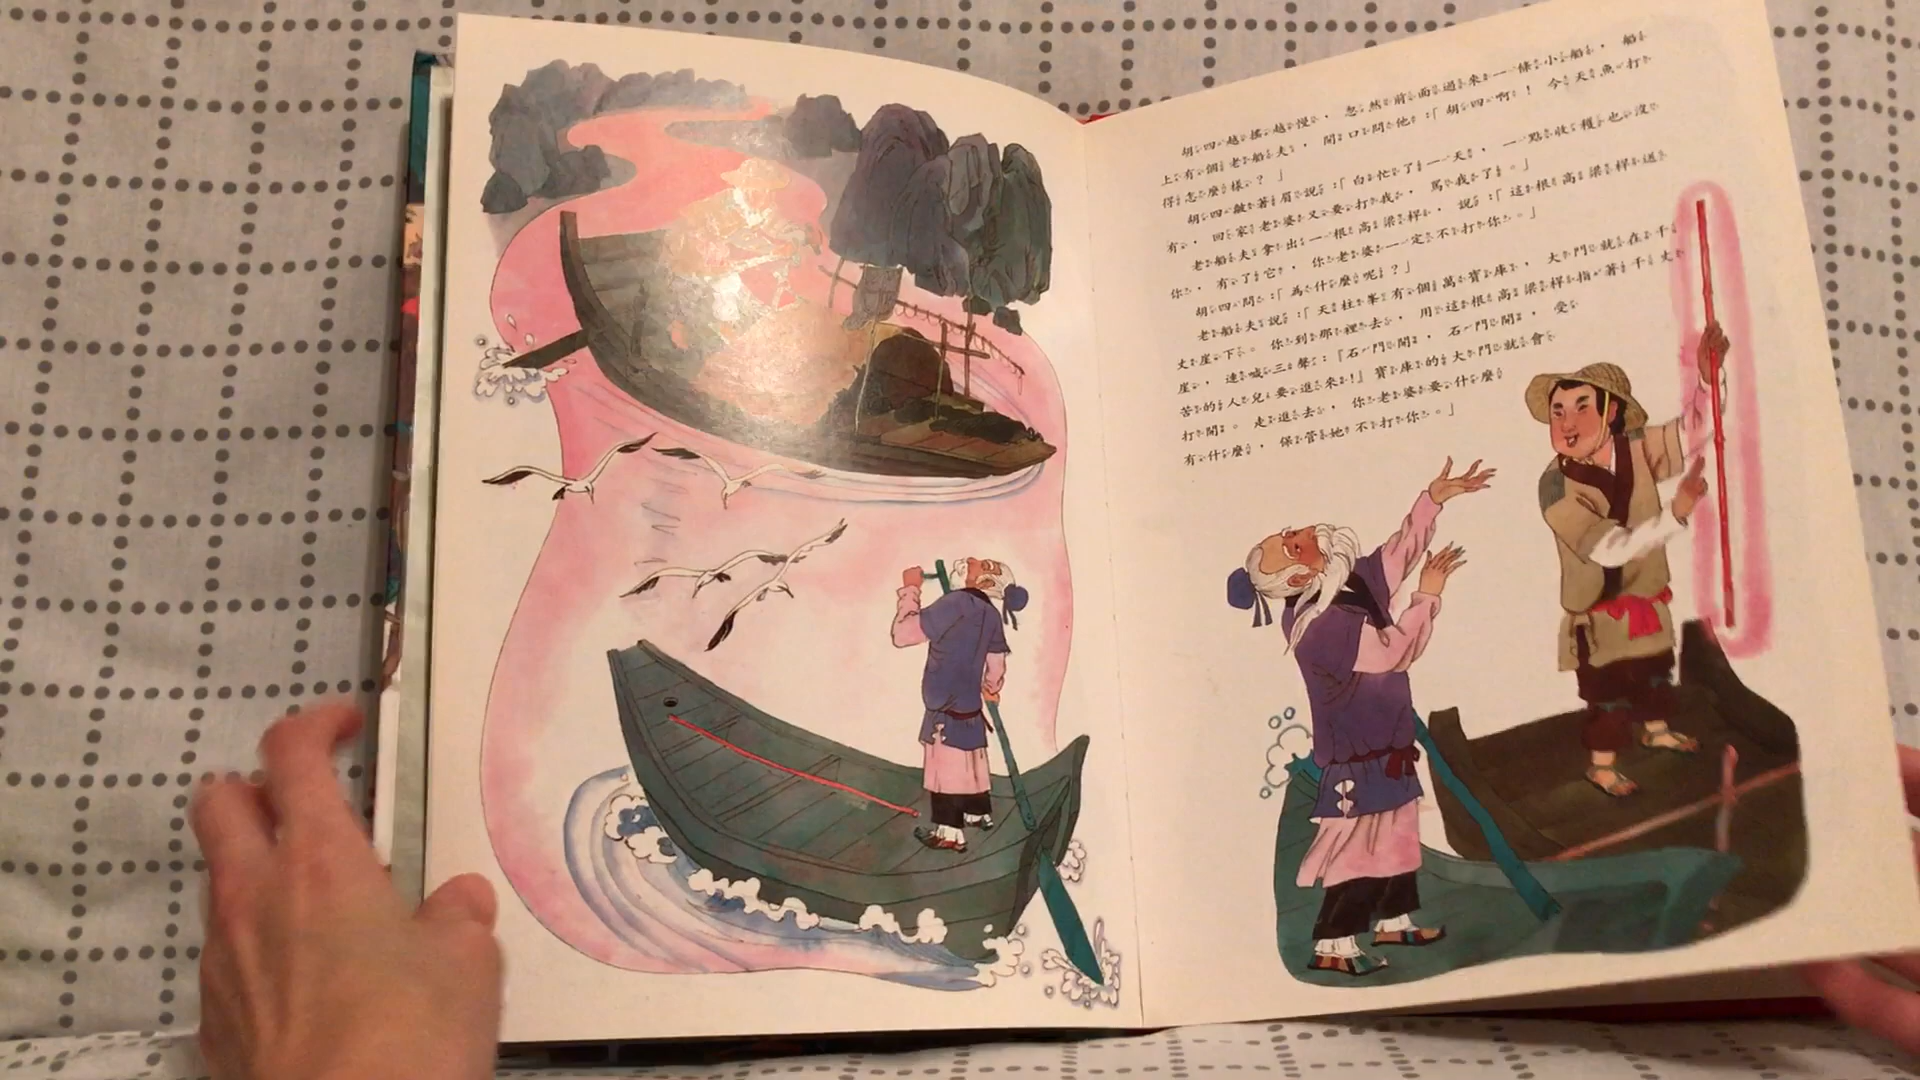 胡四越搖越慢，忽然前面過來一條小船，船
上有個老船夫，開口問他：「胡四啊！今天魚打
得怎麼樣？」
胡四皺著眉說：「白忙了一天，一點收穫也沒
有，回家老婆又要打我，罵我了。」
老船夫拿出一根高粱桿，說：「這根高粱桿送
你，有了它，你老婆一定不打你。」
胡四問：「為什麼呢？」
老船夫說：「天柱峯有個萬寶庫，大門就在千
丈崖下。你到那裡去，用這根高粱桿指著千丈
崖，連喊三聲：『石門開，石門開，受
苦的人兒要進來！』寶庫的大門就會
打開。走進去，你老婆要什麼
有什麼，保管她不打你。」